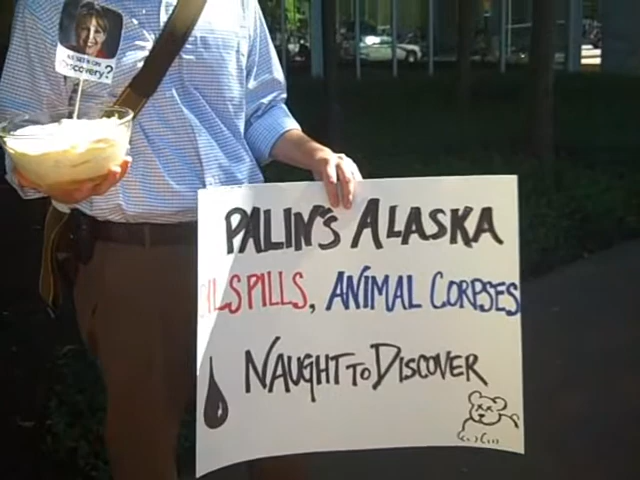 Discovery?
PALIN'S ALASKA
OILSPILLS, ANIMAL CORPSES
NAUGHT TO DISCOVER